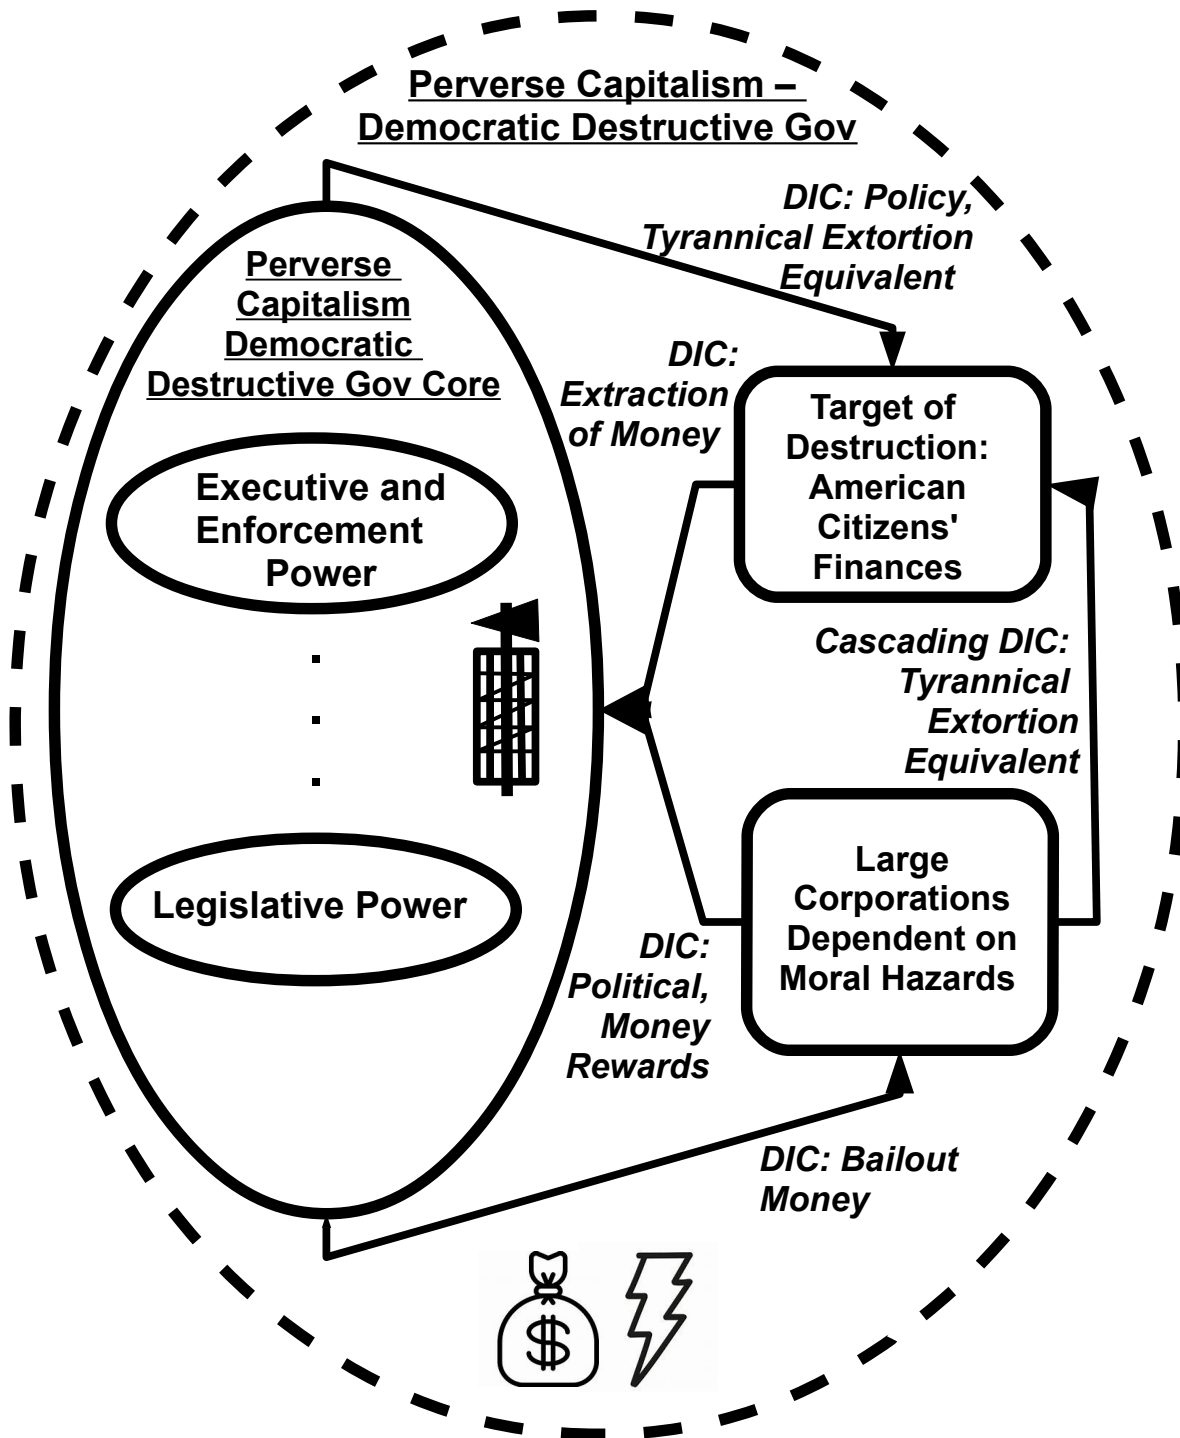 Perverse Capitalism –
Democratic Destructive Gov
DIC: Policy,
Tyrannical Extortion
Equivalent
Perverse
Capitalism
Democratic
Destructive Gov Core
DIC:
Extraction
of Money
Target of
Destruction:
American
Citizens'
Finances
Executive and
Enforcement
Power
Cascading DIC:
Tyrannical
Extortion
Equivalent
Legislative Power
Large
Corporations
Dependent on
Moral Hazards
DIC:
Political,
Money
Rewards
DIC: Bailout
Money
$